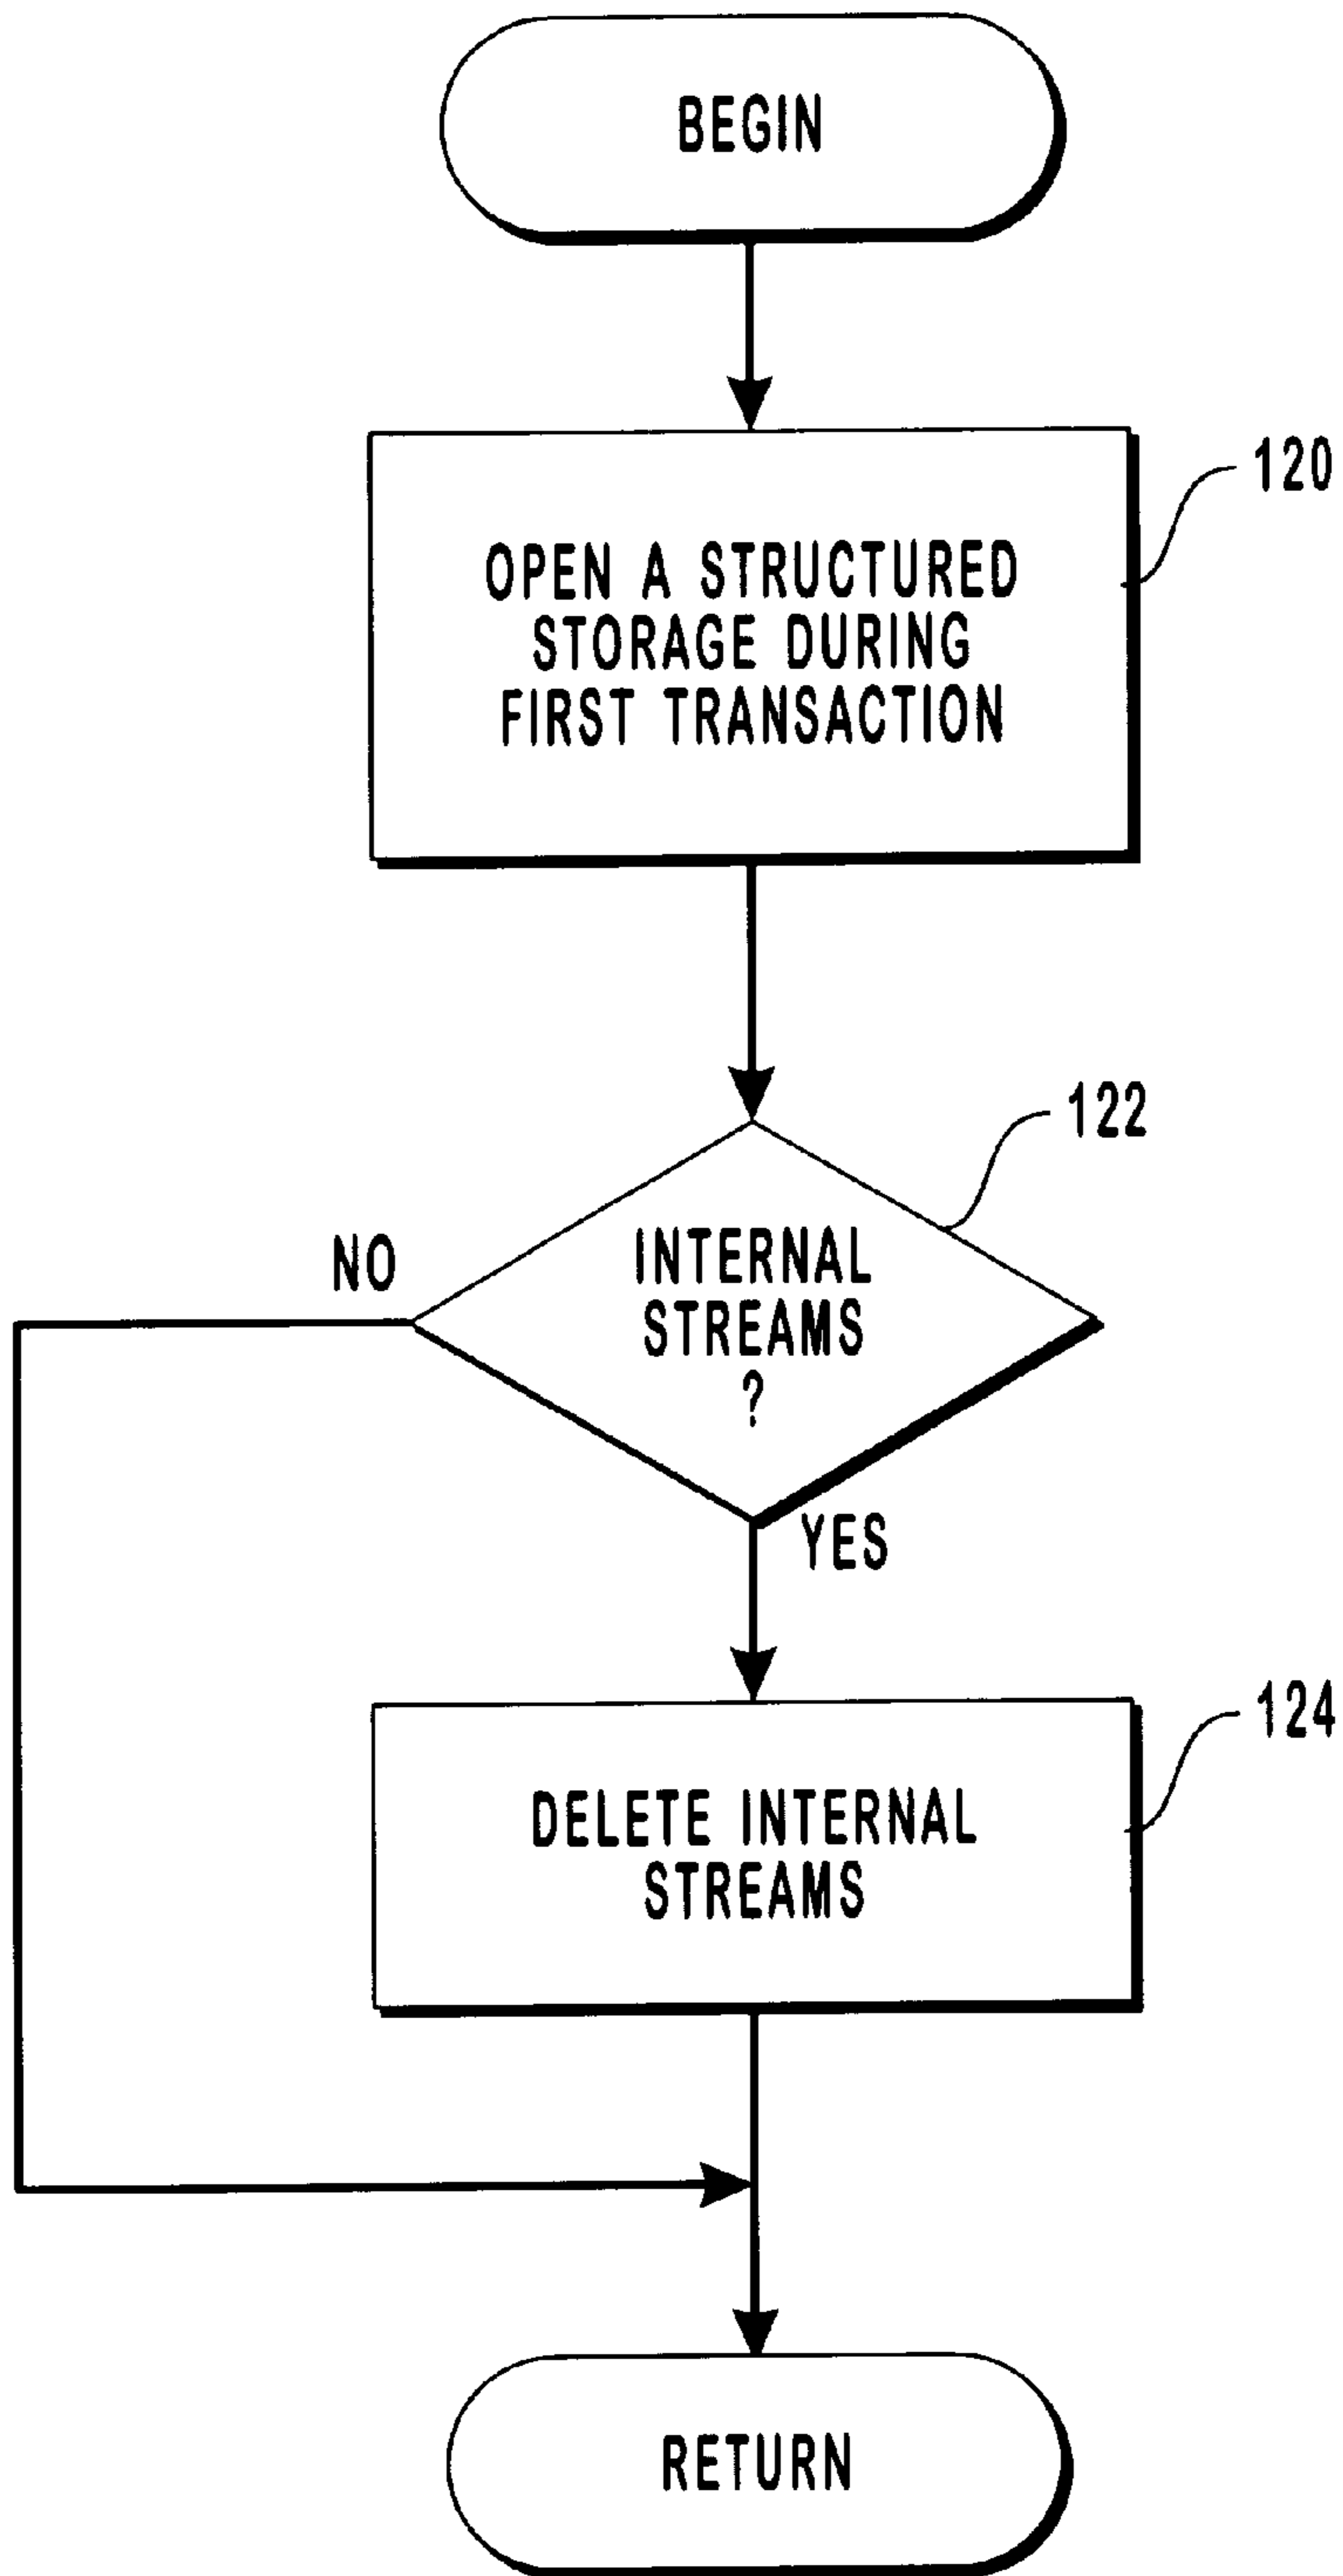 BEGIN
120
OPEN A STRUCTURED
STORAGE DURING
FIRST TRANSACTION
122
NO
INTERNAL
STREAMS
?
YES
124
DELETE INTERNAL
STREAMS
RETURN